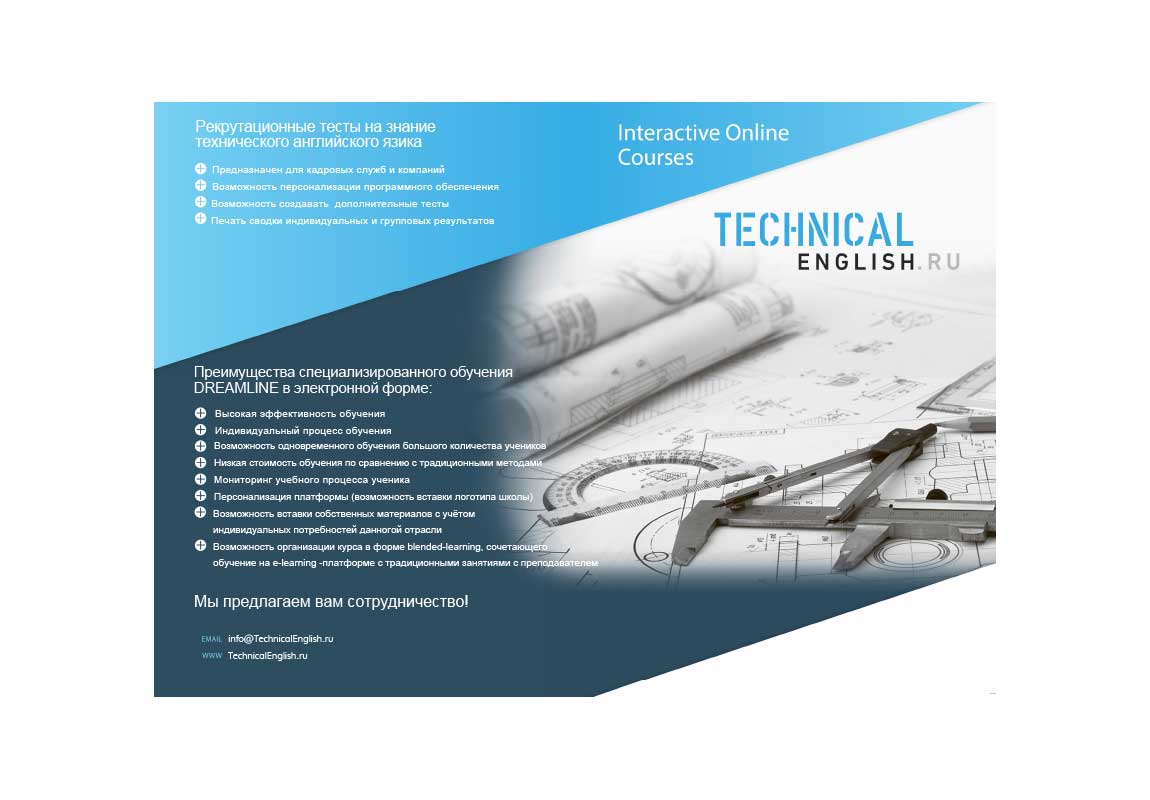 Рекрутационные тесты на знание
технического английского язика
Предназначен для кадровых служб и компаний
Возможность персонализации программного обеспечения
Возможность создавать дополнительные тесты
Печать сводки индивидуальных и групповых результатов
Interactive Online
Courses
TECHNICAL
ENGLISH.RU
Преимущества специализированного обучения
DREAMLINE в электронной форме:
Высокая эффективность обучения
Индивидуальный процесс обучения
Возможность одновременного обучения большого количества учеников
Низкая стоимость обучения по сравнению с традиционными методами
Мониторинг учебного процесса ученика
Персонализация платформы (возможность вставки логотипа школы)
Возможность вставки собственных материалов с учётом
индивидуальных потребностей данногой отрасли
Возможность организации курса в форме blended-learning, сочетающего
обучение на e-learning -платформе с традиционными занятиями с преподавателем
Мы предлагаем вам сотрудничество!
EMAIL info@TechnicalEnglish.ru
WWW TechnicalEnglish.ru